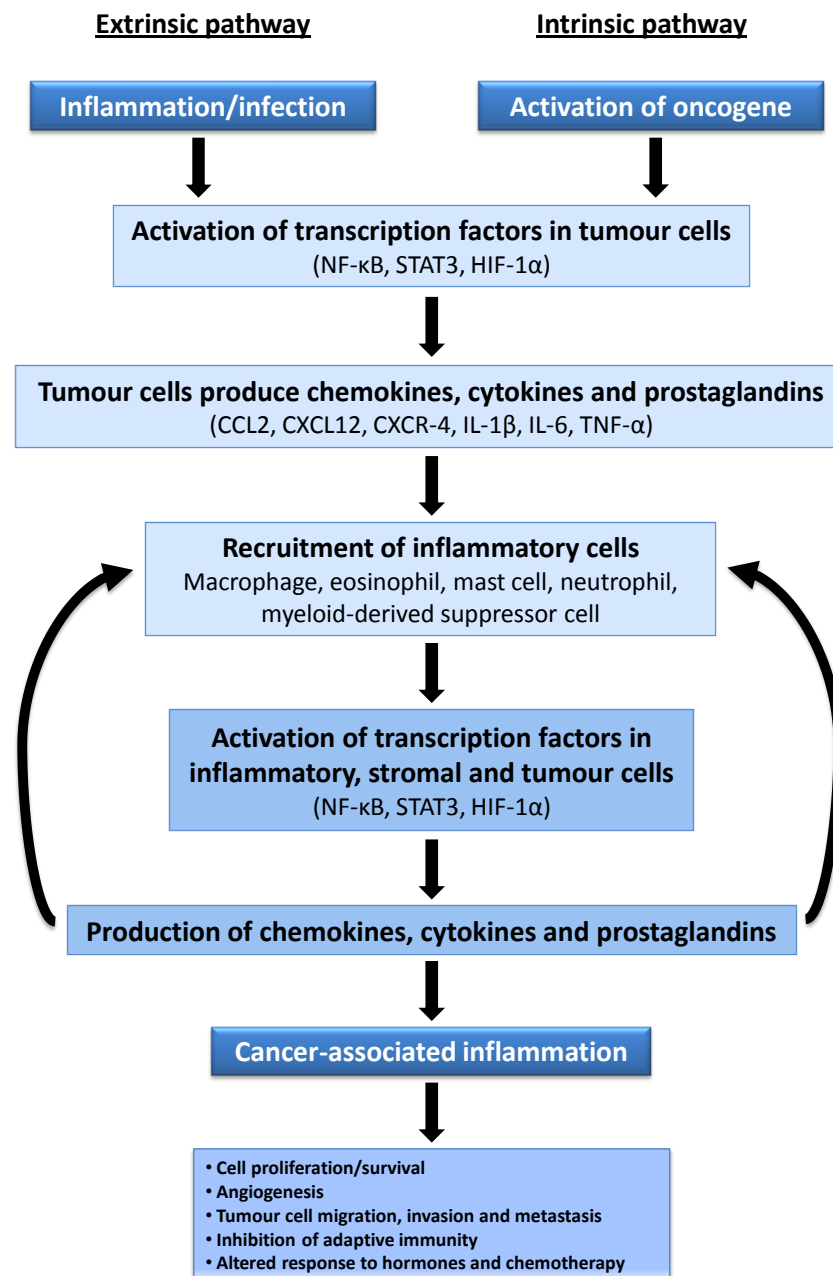 Extrinsic pathway
Intrinsic pathway
Inflammation/infection
Activation of oncogene
Activation of transcription factors in tumour cells
(NF-κB, STAT3, HIF-1α)
Tumour cells produce chemokines, cytokines and prostaglandins
(CCL2, CXCL12, CXCR-4, IL-1β, IL-6, TNF-α)
Recruitment of inflammatory cells
Macrophage, eosinophil, mast cell, neutrophil,
myeloid-derived suppressor cell
Activation of transcription factors in
inflammatory, stromal and tumour cells
(NF-κB, STAT3, HIF-1α)
Production of chemokines, cytokines and prostaglandins
Cancer-associated inflammation
• Cell proliferation/survival
• Angiogenesis
• Tumour cell migration, invasion and metastasis
• Inhibition of adaptive immunity
• Altered response to hormones and chemotherapy